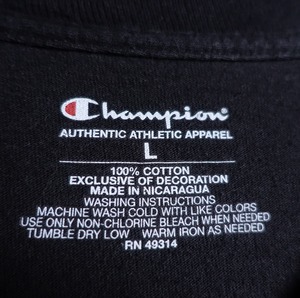 Champion
AUTHENTIC ATHLETIC APPAREL
L
100% COTTON
EXCLUSIVE OF DECORATION
MADE IN NICARAGUA
WASHING INSTRUCTIONS
MACHINE WASH COLD WITH LIKE COLORS
USE ONLY NON-CHLORINE BLEACH WHEN NEEDED
TUMBLE DRY LOW WARM IRON AS NEEDED
RN 49314